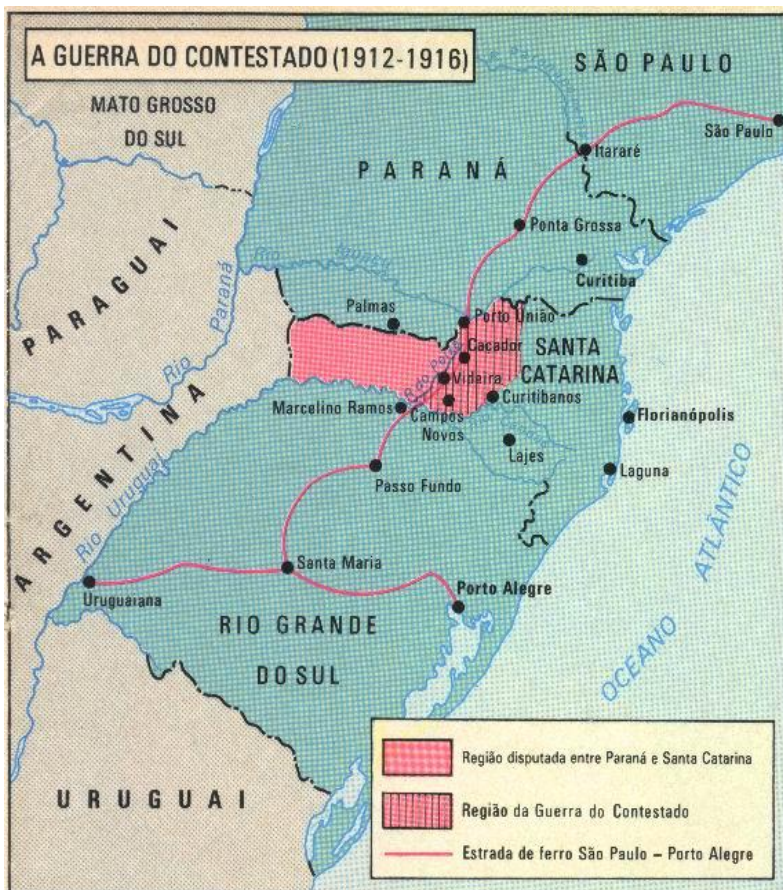 A GUERRA DO CONTESTADO (1912-1916)
SÃO PAULO
MATO GROSSO
DO SUL
São Paulo
Itararé
PARANÁ
Ponta Grossa
PARAGUAI
Rio Paraná
Curitiba
Palmas
Porto União
Caçador
SANTA
CATARINA
R. do Peixe
Videira
Marcelino Ramos
Campos
Novos
Curitibanos
Florianópolis
Lajes
Laguna
Passo Fundo
ARGENTINA
Rio Uruguai
Santa Maria
Uruguaiana
Porto Alegre
RIO GRANDE
DO SUL
OCEANO ATLÂNTICO
URUGUAI
Região disputada entre Paraná e Santa Catarina
Região da Guerra do Contestado
Estrada de ferro São Paulo – Porto Alegre